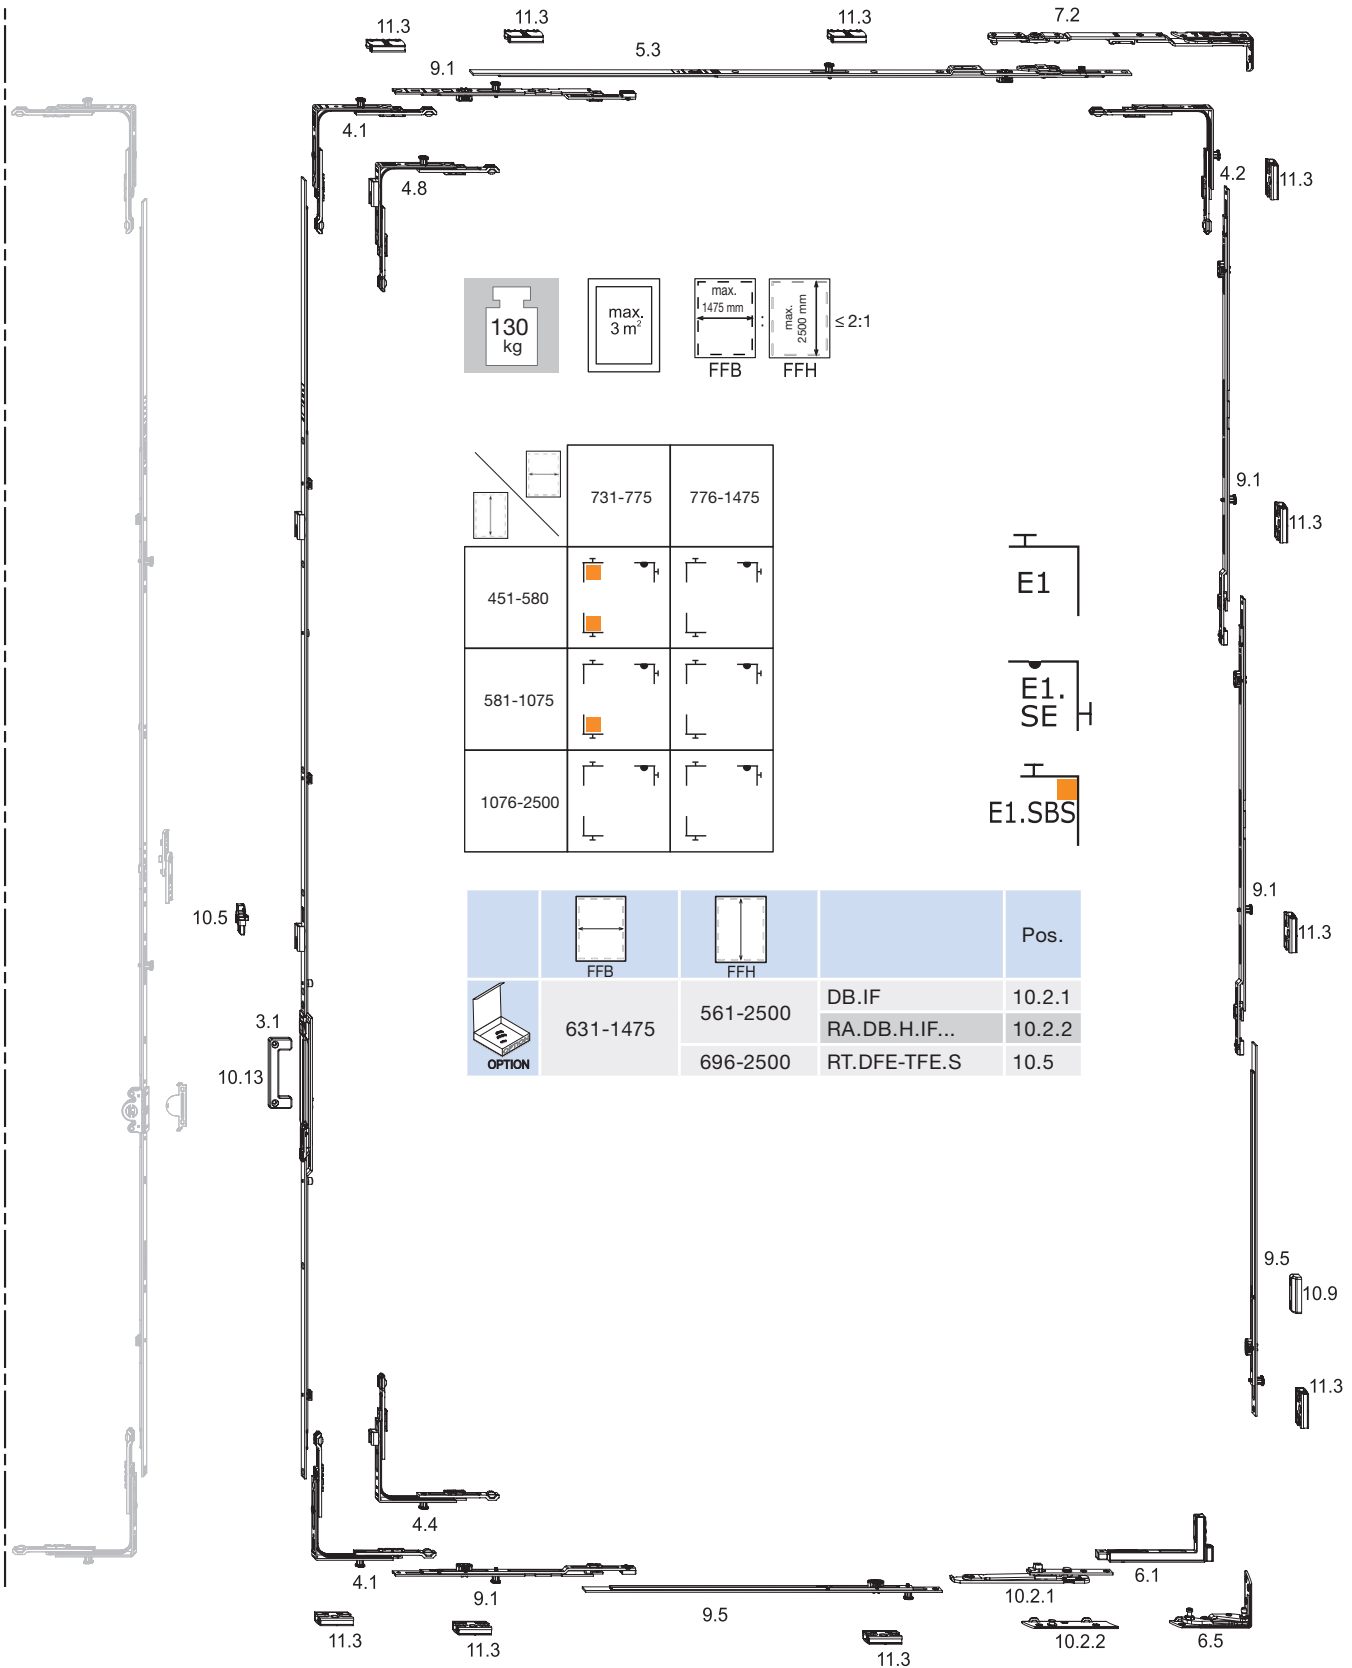 11.3
11.3
11.3
7.2
5.3
9.1
4.1
4.8
4.2
11.3
130
kg
max.
3 m²
max.
1475 mm
:
max.
2500 mm
≤ 2:1
FFB
FFH
9.1
11.3
731-775
776-1475
451-580
581-1075
1076-2500
E1
E1.
SE
E1.SBS
9.1
11.3
10.5
3.1
10.13
FFB
FFH
Pos.
OPTION
631-1475
561-2500
DB.IF
10.2.1
RA.DB.H.IF...
10.2.2
696-2500
RT.DFE-TFE.S
10.5
9.5
10.9
11.3
4.4
4.1
9.1
9.5
10.2.1
6.1
11.3
11.3
11.3
10.2.2
6.5